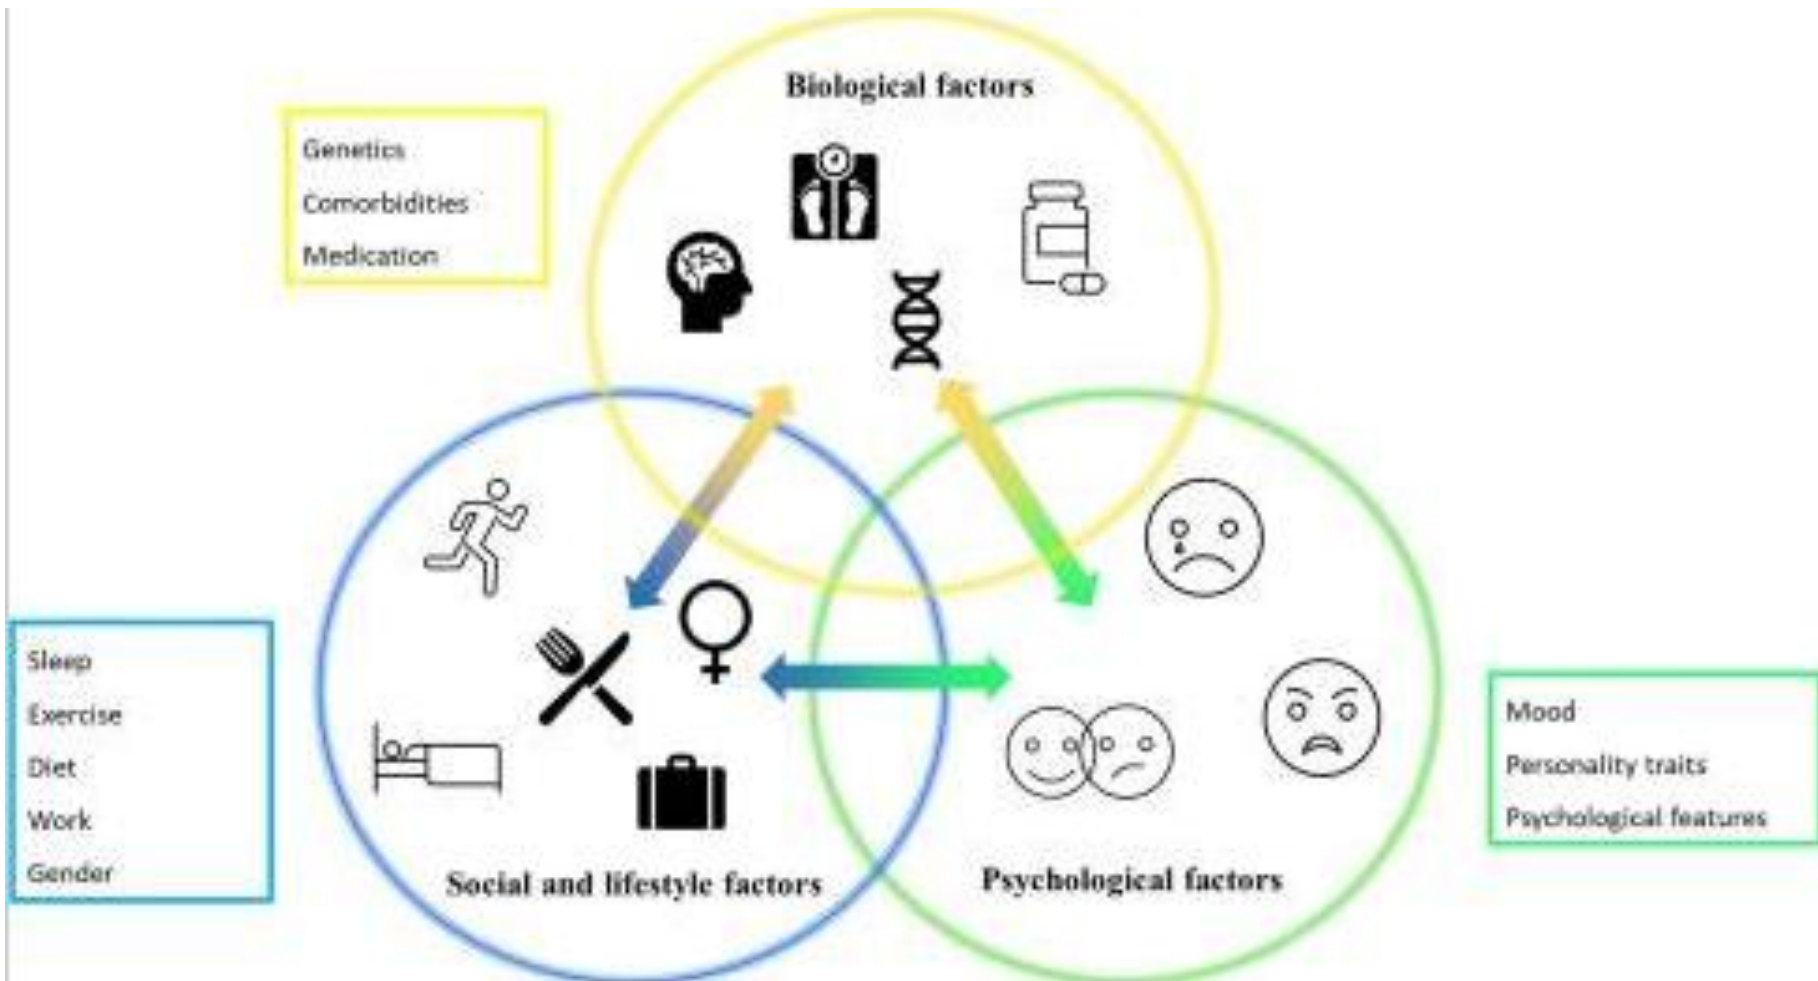 Biological factors
Genetics
Comorbidities
Medication
Sleep
Exercise
Diet
Work
Gender
Social and lifestyle factors
Psychological factors
Mood
Personality traits
Psychological features